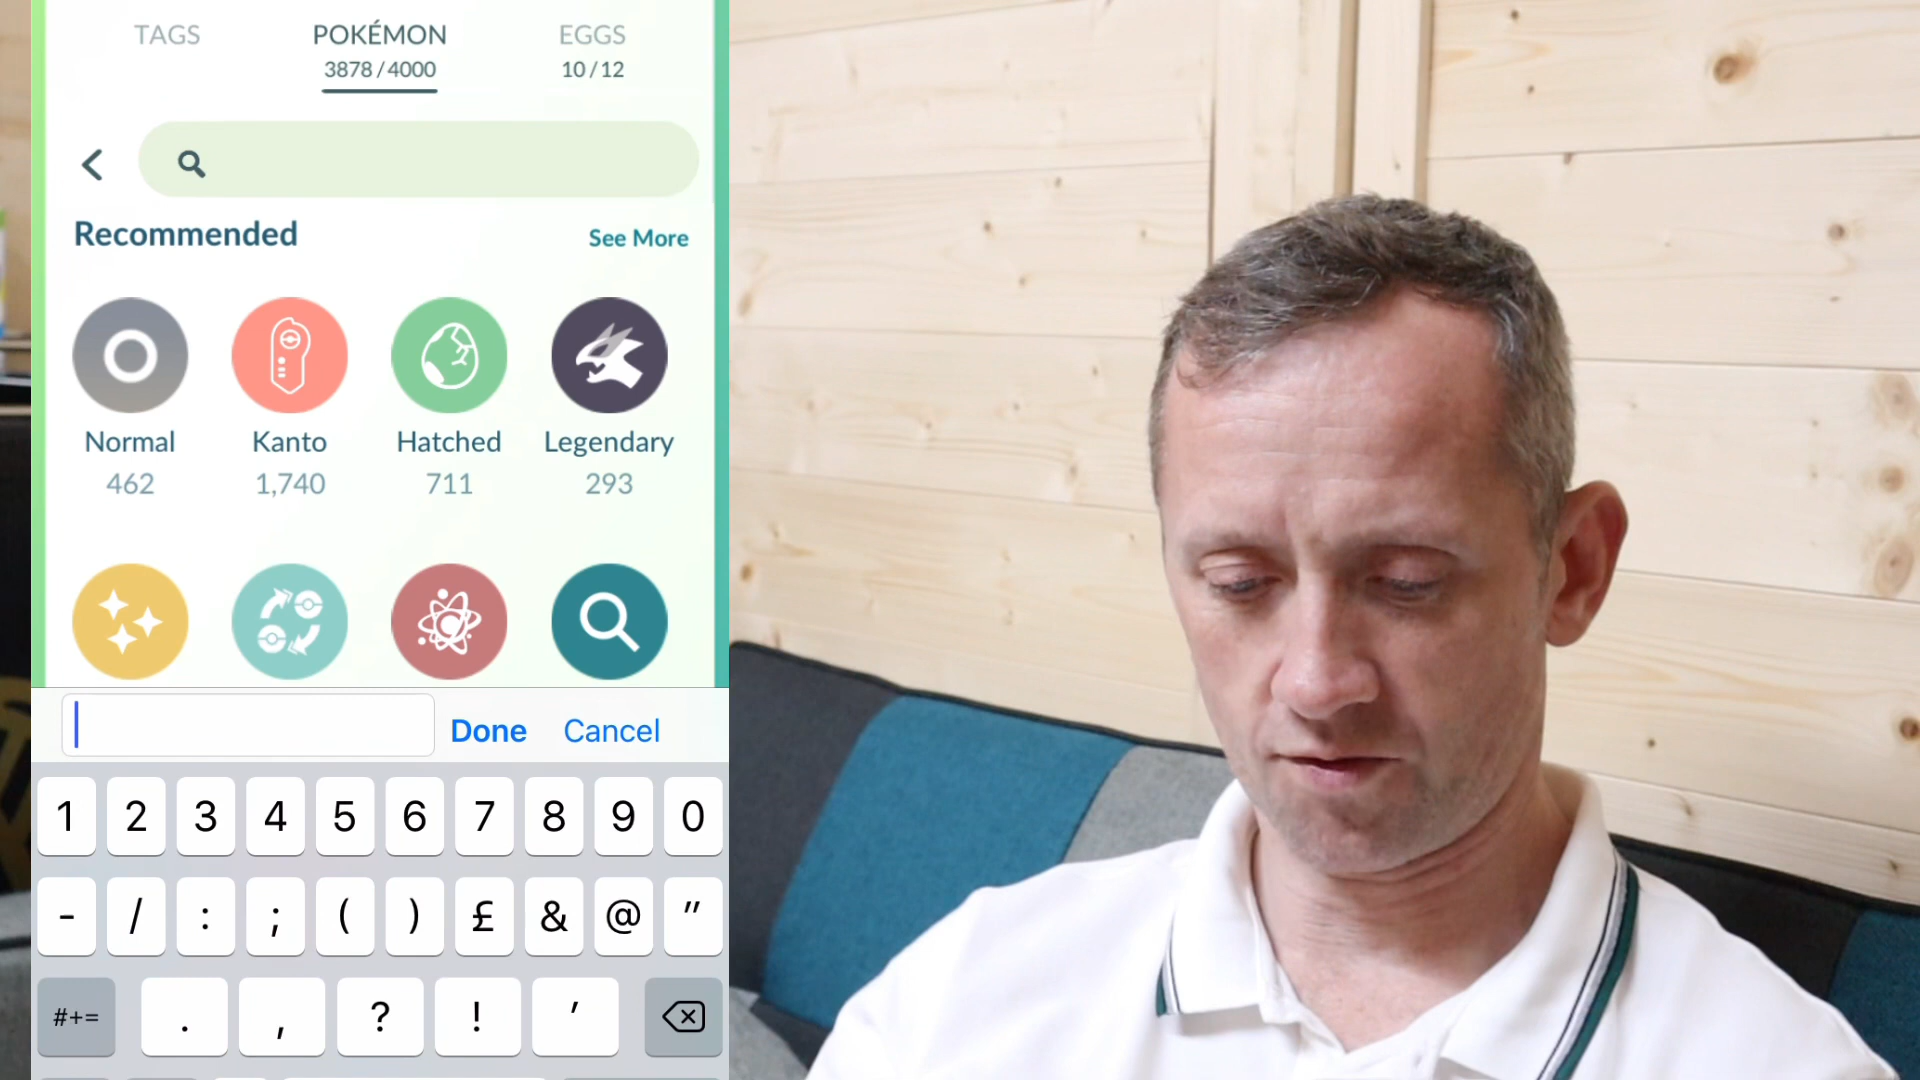 TAGS POKÉMON EGGS
3878/4000 10/12
Recommended See More
Normal Kanto Hatched Legendary
462 1,740 711 293
Done Cancel
1 2 3 4 5 6 7 8 9 0
- / : ; ( ) £ & @ "
#+= . , ? ! '